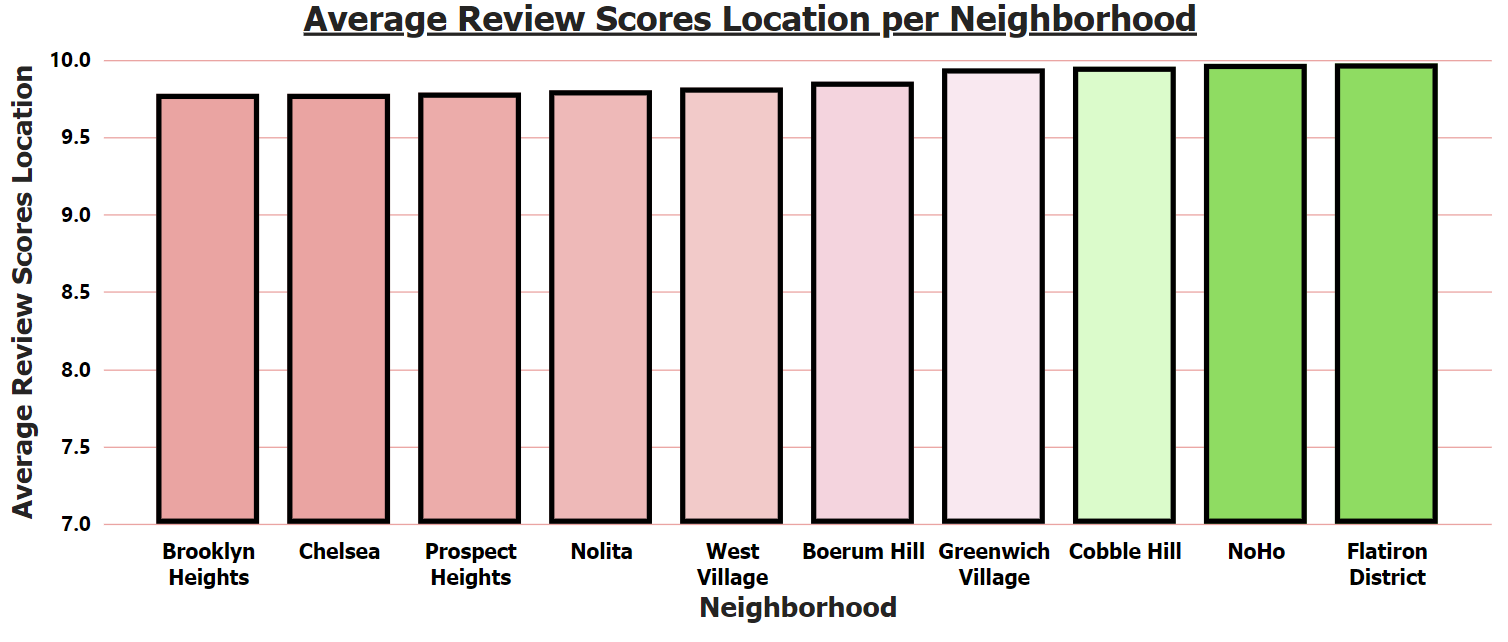 Average Review Scores Location per Neighborhood
Average Review Scores Location
10.0
9.5
9.0
8.5
8.0
7.5
7.0
Brooklyn Heights
Chelsea
Prospect Heights
Nolita
West Village
Boerum Hill
Greenwich Village
Cobble Hill
NoHo
Flatiron District
Neighborhood